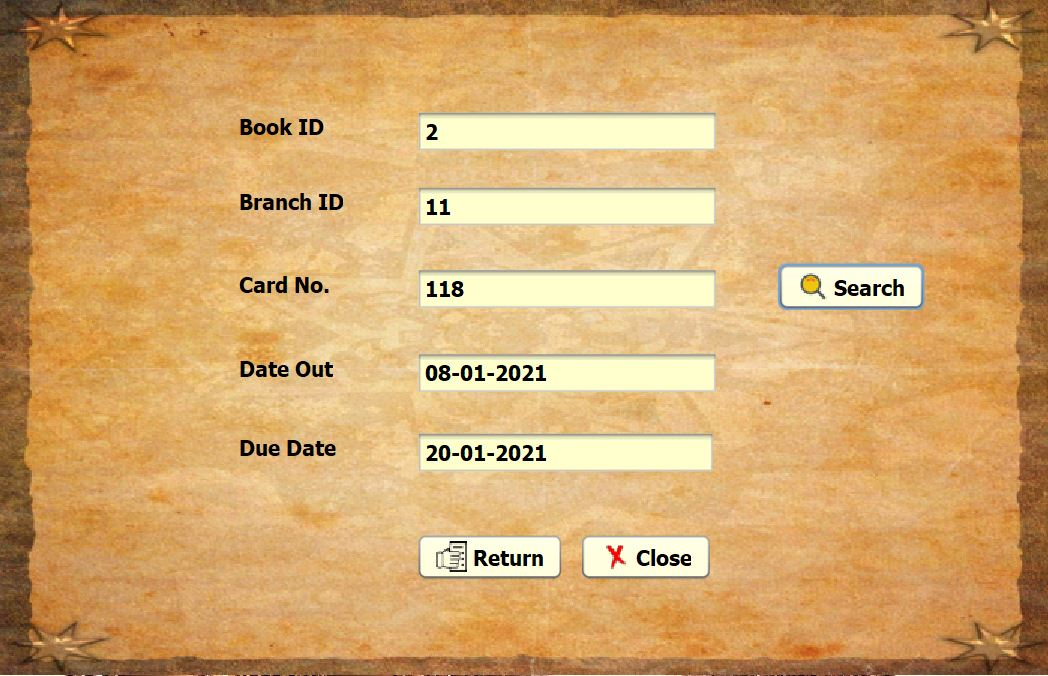 Book ID 2
Branch ID 11
Card No. 118 Search
Date Out 08-01-2021
Due Date 20-01-2021
Return Close